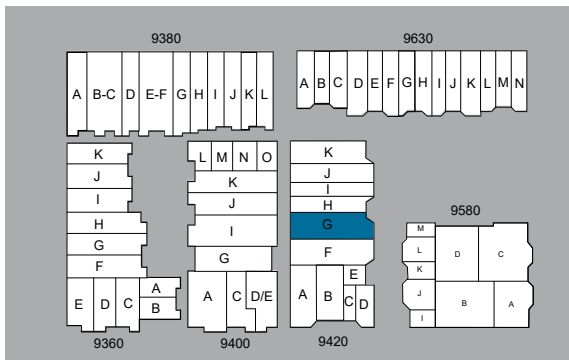 9380 9630
A B-C D E-F G H I J K L
A B C D E F G H I J K L M N
K
J
I
H
G
F
E D C
A
B
9360
L M N O
K
J
I
G
A C D/E
9400
K
J
I
H
G
F
E
A B C D
9420
9580
M
L
K
J
I
D C
B A